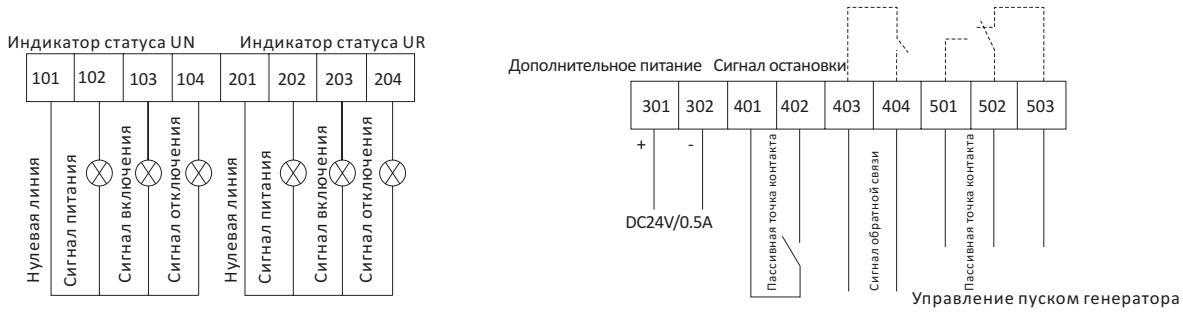 Индикатор статуса UN Индикатор статуса UR
101 102 103 104 201 202 203 204
Нулевая линия
Сигнал питания
Сигнал включения
Сигнал отключения
Нулевая линия
Сигнал питания
Сигнал включения
Сигнал отключения
Дополнительное питание Сигнал остановки
301 302 401 402 403 404 501 502 503
+ -
DC24V/0.5A
Пассивная точка контакта
Сигнал обратной связи
Пассивная точка контакта
Управление пуском генератора